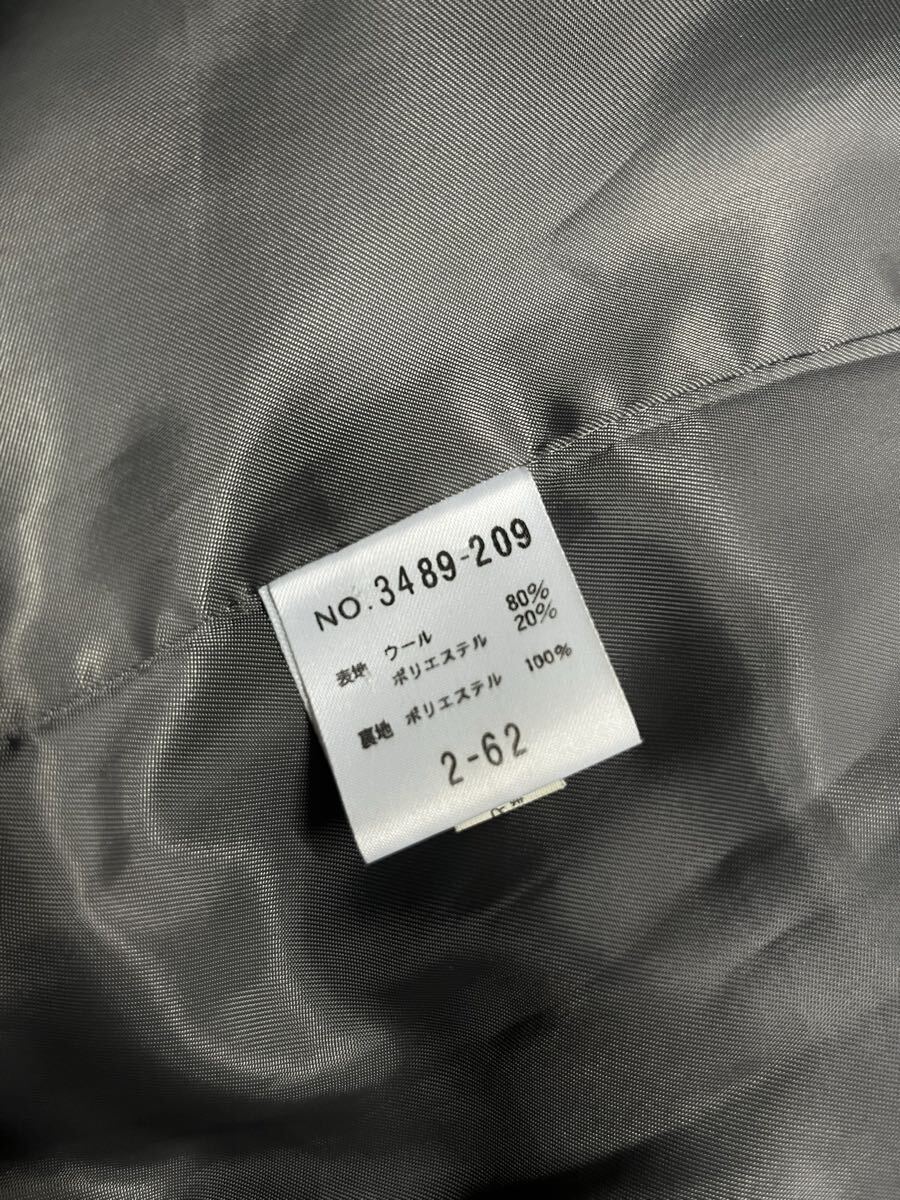 NO.3489-209
表地 ウール 80%
ポリエステル 20%
裏地 ポリエステル 100%
2-62